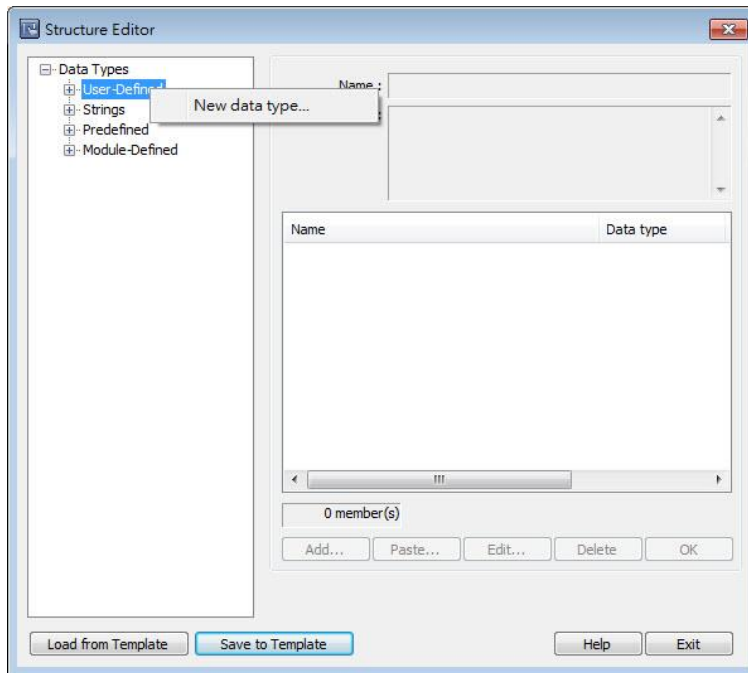 Structure Editor
Data Types
User-Defined
Strings
Predefined
Module-Defined
New data type...
Name :
Name
Data type
0 member(s)
Add...
Paste...
Edit...
Delete
OK
Load from Template
Save to Template
Help
Exit